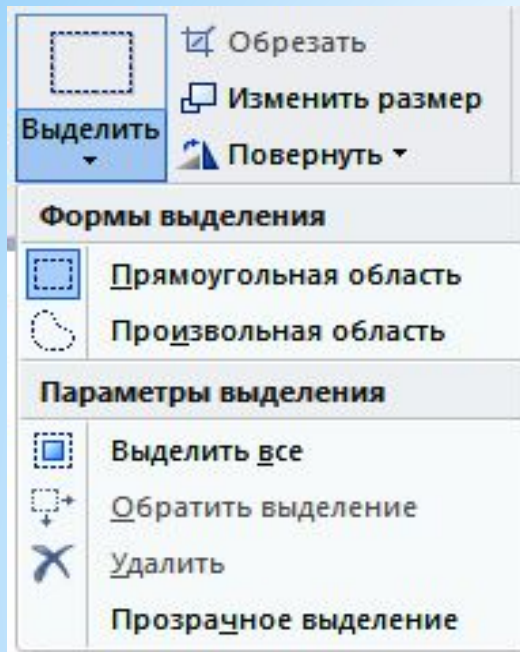 Обрезать
Изменить размер
Выделить
Повернуть
Формы выделения
Прямоугольная область
Произвольная область
Параметры выделения
Выделить все
Обратить выделение
Удалить
Прозрачное выделение